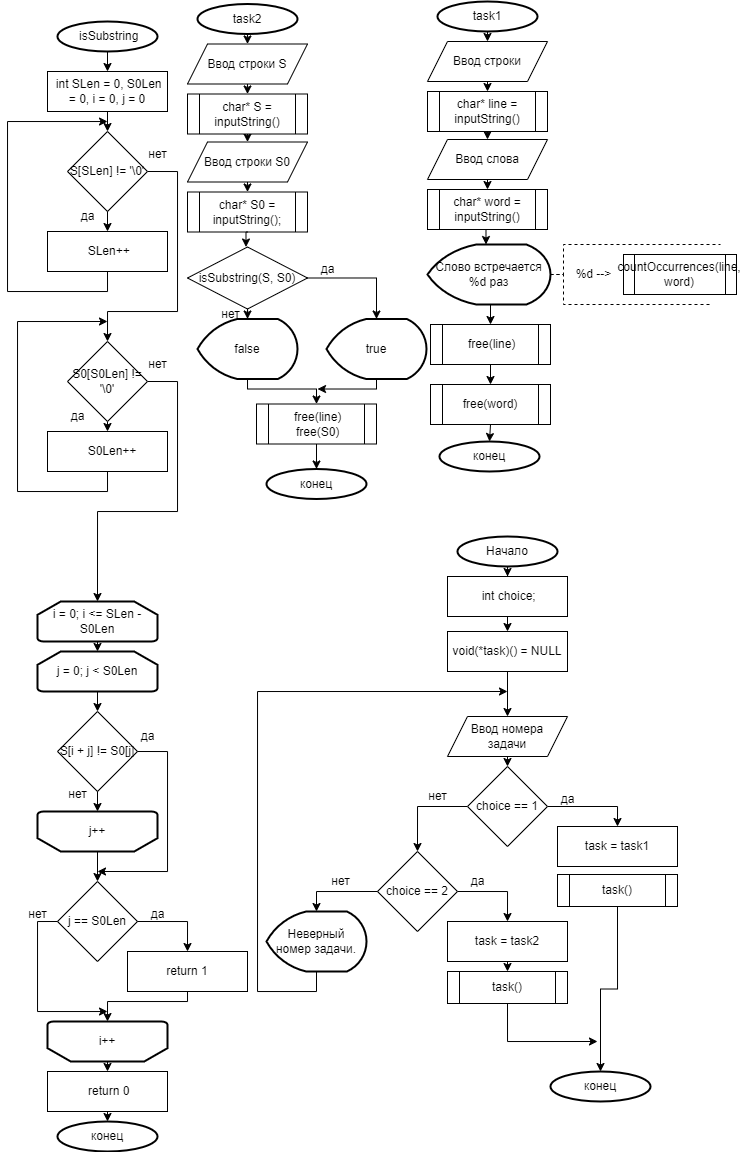 isSubstring
int SLen = 0, S0Len
= 0, i = 0, j = 0
S[SLen] != '\0'
нет
да
SLen++
S0[S0Len] !=
'\0'
нет
да
S0Len++
i = 0; i <= SLen -
S0Len
j = 0; j < S0Len
S[i + j] != S0[j]
да
нет
j++
j == S0Len
нет
да
return 1
i++
return 0
конец
task2
Ввод строки S
char* S =
inputString()
Ввод строки S0
char* S0 =
inputString();
isSubstring(S, S0)
да
нет
false
true
free(line)
free(S0)
конец
task1
Ввод строки
char* line =
inputString()
Ввод слова
char* word =
inputString()
Слово встречается
%d раз
%d -->
countOccurrences(line,
word)
free(line)
free(word)
конец
Начало
int choice;
void(*task)() = NULL
Ввод номера
задачи
choice == 1
нет
да
task = task1
task()
choice == 2
нет
да
Неверный
номер задачи.
task = task2
task()
конец